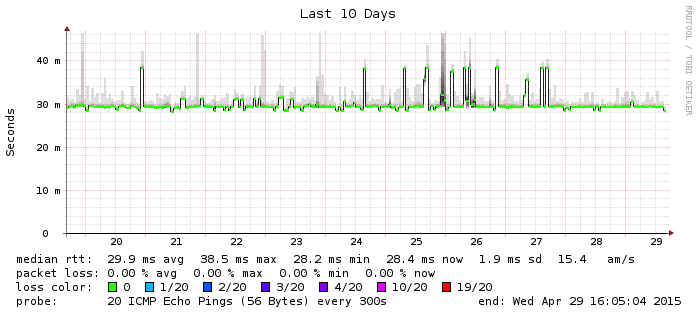 Last 10 Days
RRDTOOL / TOBI OETIKER
Seconds
40 m
30 m
20 m
10 m
0
20 21 22 23 24 25 26 27 28 29
median rtt: 29.9 ms avg 38.5 ms max 28.2 ms min 28.4 ms now 1.9 ms sd 15.4 am/s
packet loss: 0.00 % avg 0.00 % max 0.00 % min 0.00 % now
loss color: 0 1/20 2/20 3/20 4/20 10/20 19/20
probe: 20 ICMP Echo Pings (56 Bytes) every 300s end: Wed Apr 29 16:05:04 2015